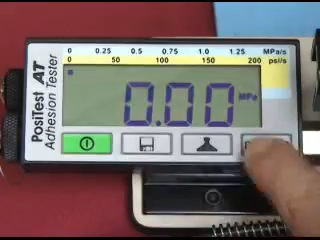 0 0.25 0.5 0.75 1.0 1.25 MPa/s
0 50 100 150 200 psi/s
PosiTest AT
Adhesion Tester
0.00 MPa